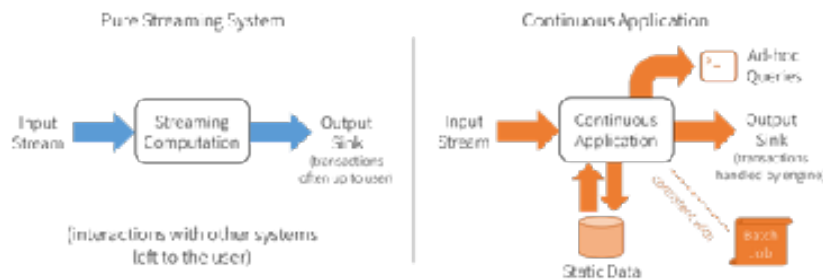 Pure Streaming System
Input
Stream
Streaming
Computation
Output
Sink
(transactions
often up to user)
(interactions with other systems
left to the user)
Continuous Application
Ad-hoc
Queries
Input
Stream
Continuous
Application
Output
Sink
(transactions
handled by engine)
consistent with
Static Data
Batch
Job